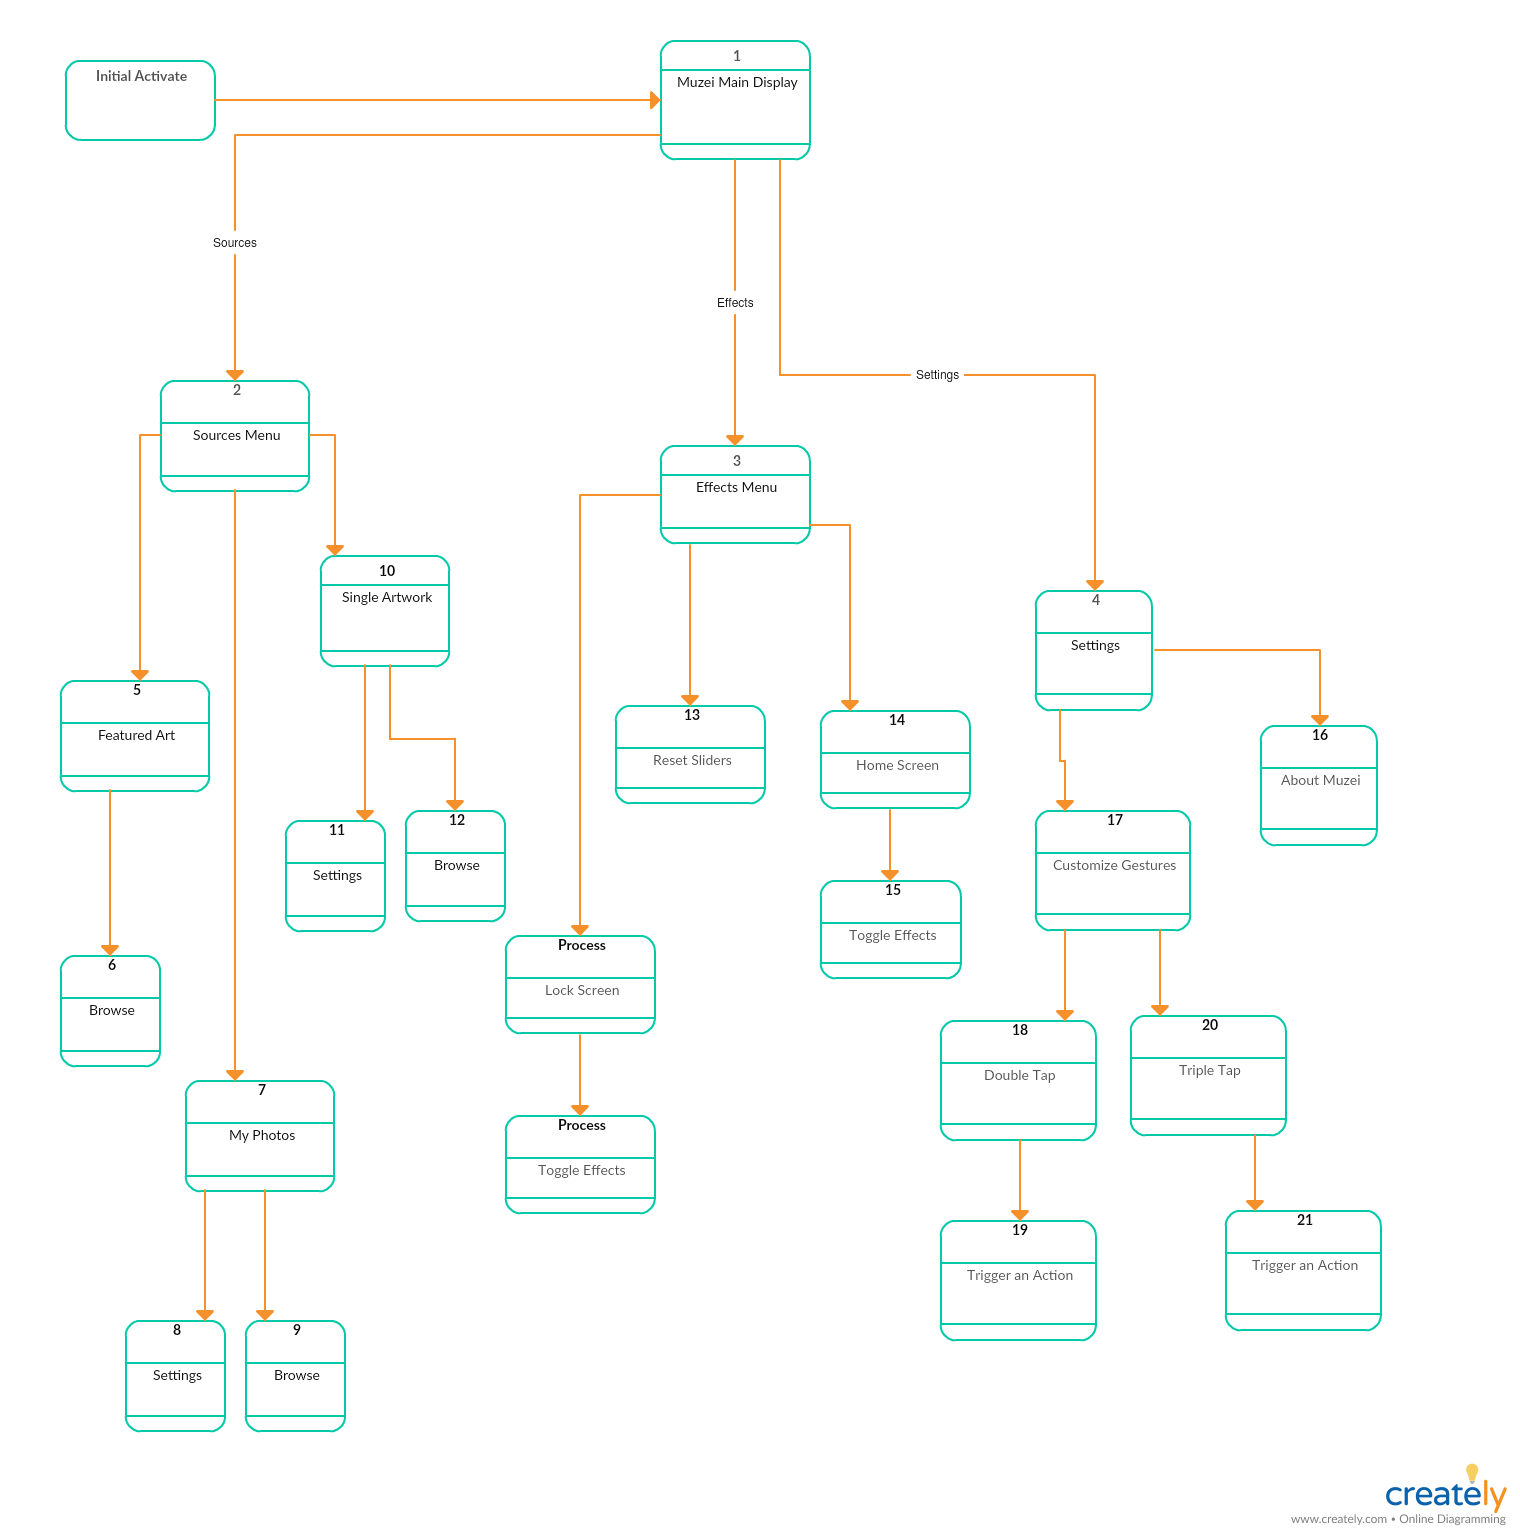 Initial Activate
1
Muzei Main Display
Sources
Effects
Settings
2
Sources Menu
3
Effects Menu
10
Single Artwork
4
Settings
5
Featured Art
13
Reset Sliders
14
Home Screen
16
About Muzei
11
Settings
12
Browse
17
Customize Gestures
15
Toggle Effects
Process
Lock Screen
6
Browse
18
Double Tap
20
Triple Tap
7
My Photos
Process
Toggle Effects
19
Trigger an Action
21
Trigger an Action
8
Settings
9
Browse
creately
www.creately.com • Online Diagramming